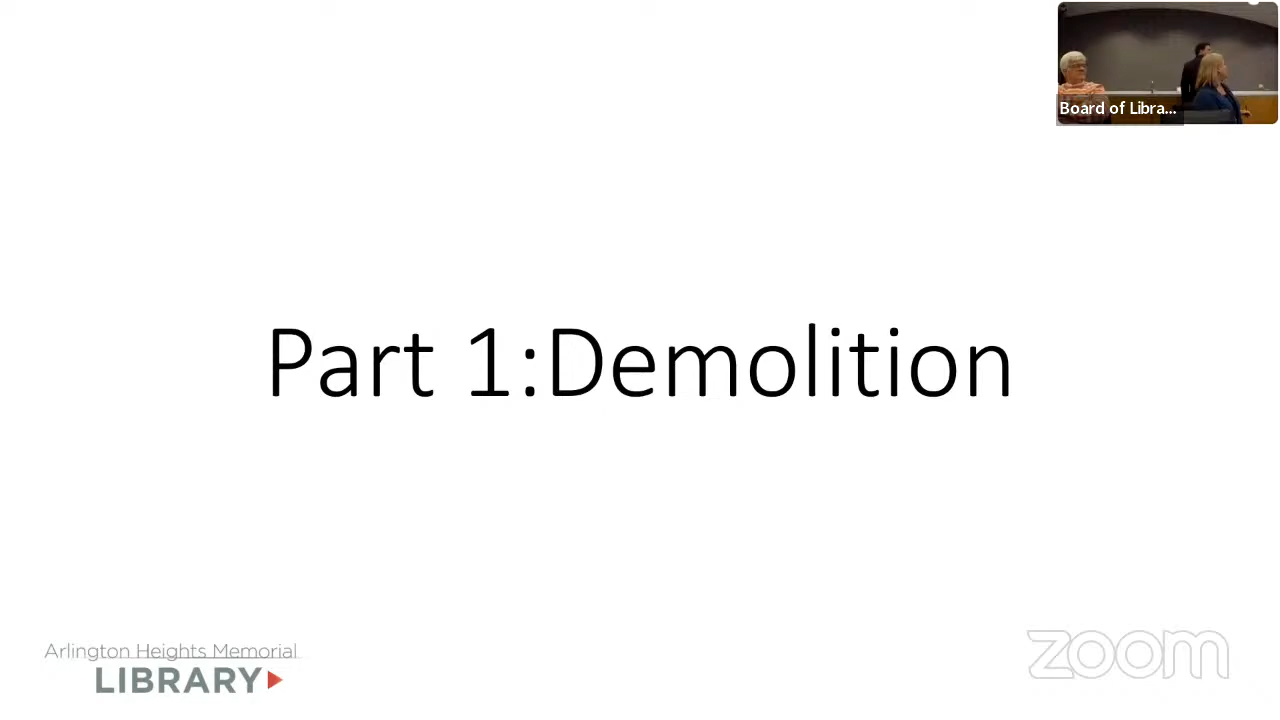 Board of Libra...
Part 1:Demolition
Arlington Heights Memorial
LIBRARY
zoom